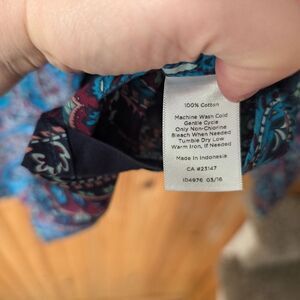 100% Cotton
Machine Wash Cold
Gentle Cycle
Only Non-Chlorine
Bleach When Needed
Tumble Dry Low
Warm Iron, If Needed
Made In Indonesia
CA #23147
ID4976 03/16